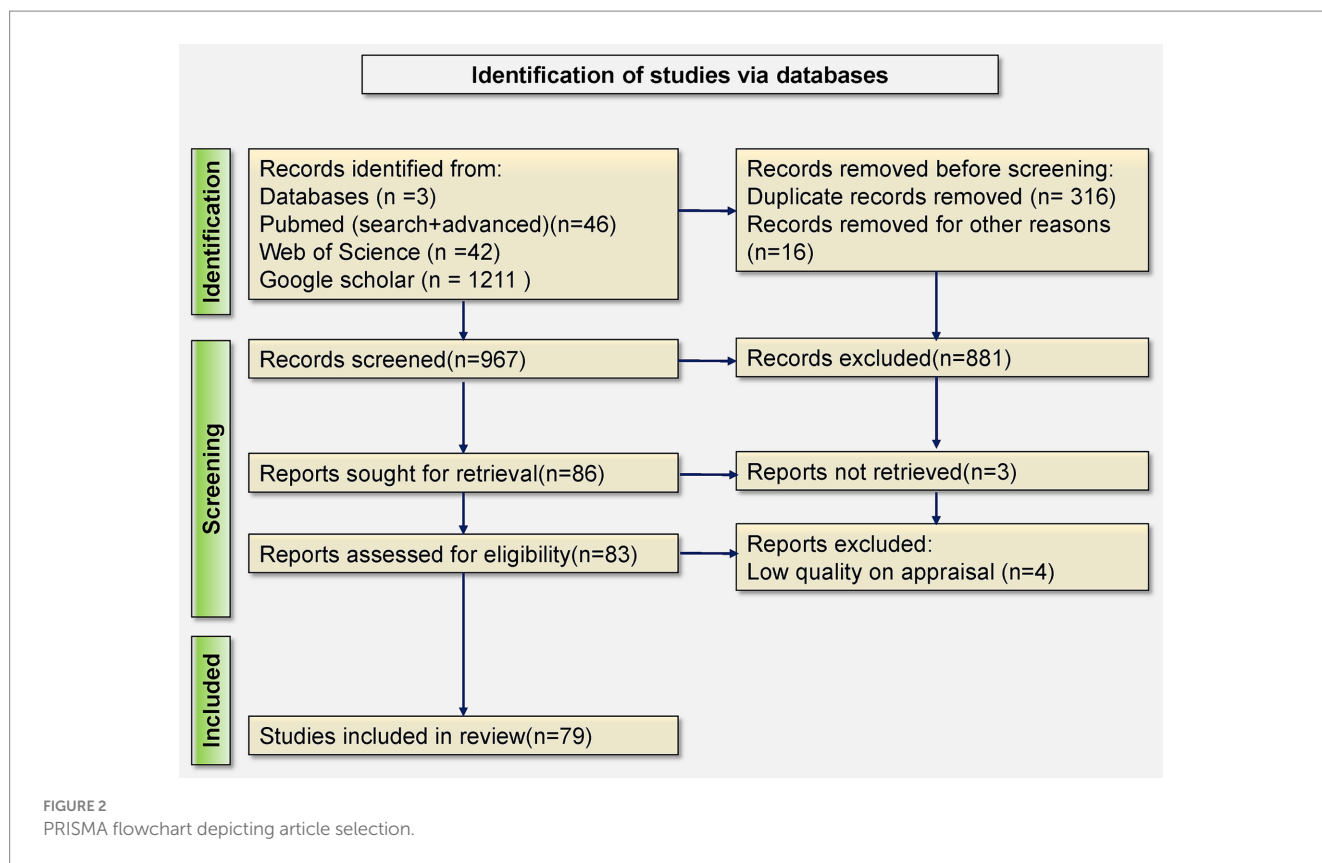 Identification of studies via databases
Identification
Records identified from:
Databases (n =3)
Pubmed (search+advanced)(n=46)
Web of Science (n =42)
Google scholar (n = 1211 )
Records removed before screening:
Duplicate records removed (n= 316)
Records removed for other reasons
(n=16)
Screening
Records screened(n=967)
Records excluded(n=881)
Reports sought for retrieval(n=86)
Reports not retrieved(n=3)
Reports assessed for eligibility(n=83)
Reports excluded:
Low quality on appraisal (n=4)
Included
Studies included in review(n=79)
FIGURE 2
PRISMA flowchart depicting article selection.